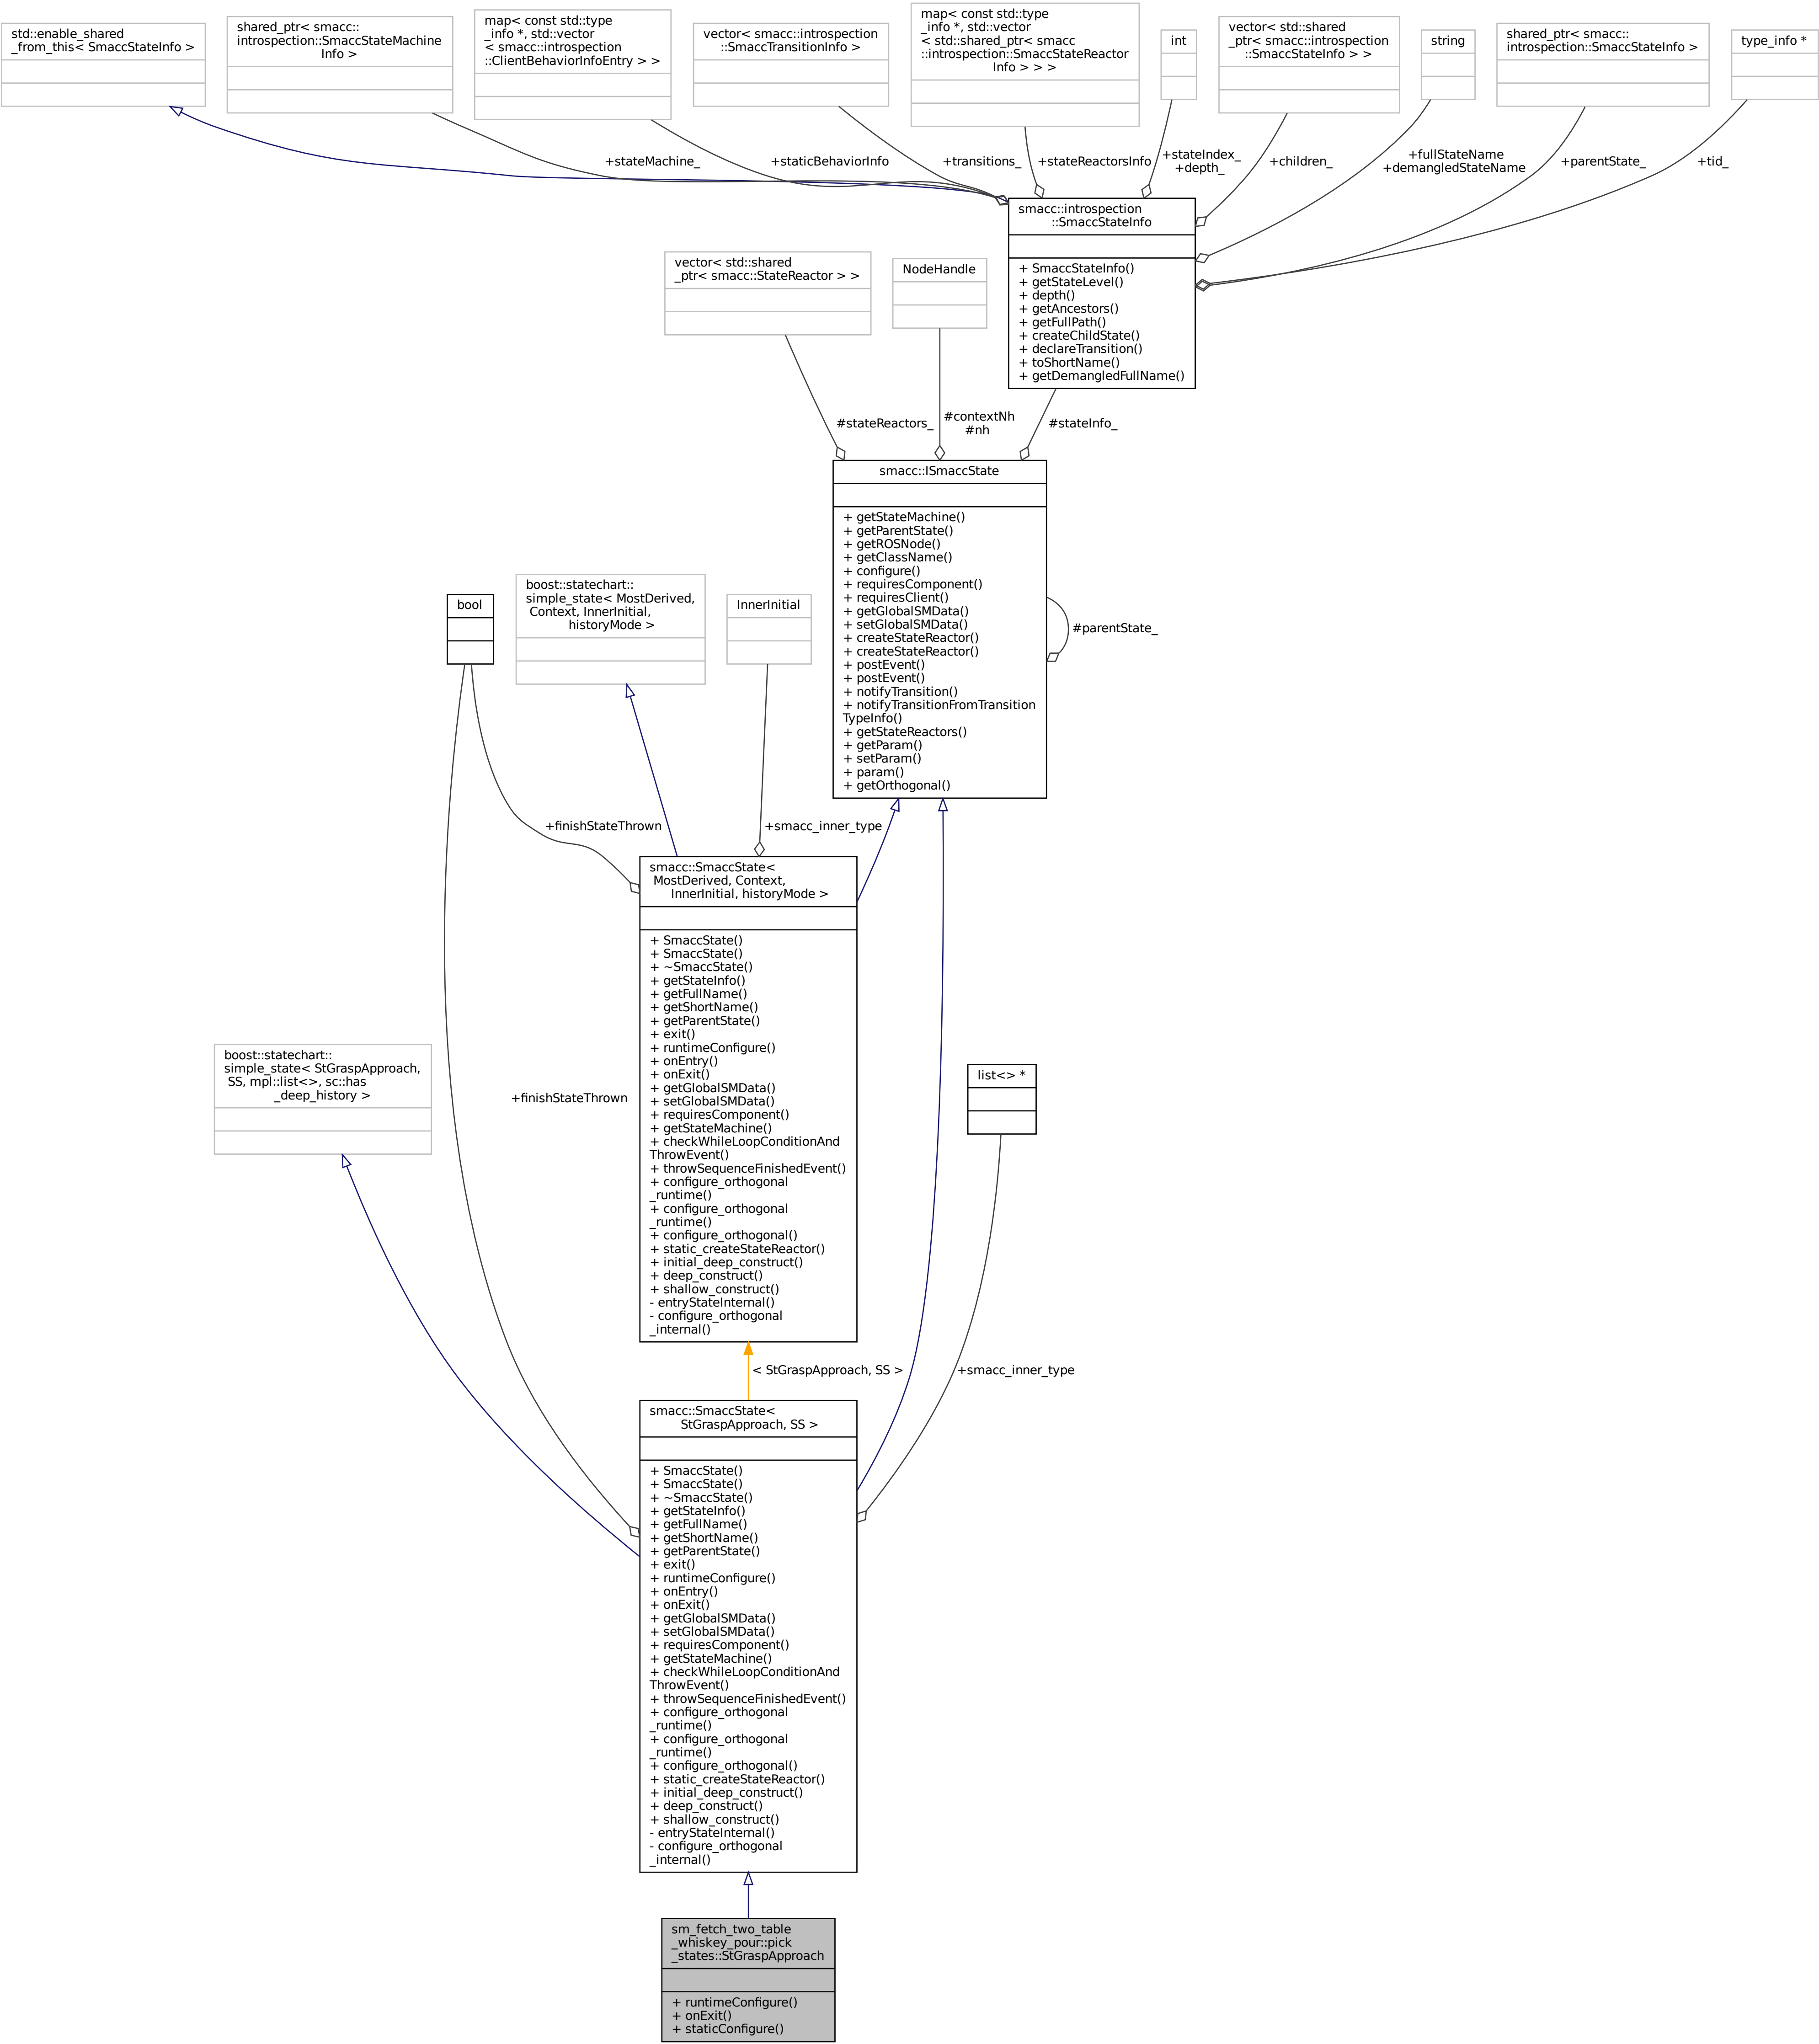 std::enable_shared
_from_this< SmaccStateInfo >
shared_ptr< smacc::
introspection::SmaccStateMachine
Info >
map< const std::type
_info *, std::vector
< smacc::introspection
::ClientBehaviorInfoEntry > >
vector< smacc::introspection
::SmaccTransitionInfo >
map< const std::type
_info *, std::vector
< std::shared_ptr< smacc
::introspection::SmaccStateReactor
Info > > >
int
vector< std::shared
_ptr< smacc::introspection
::SmaccStateInfo > >
string
shared_ptr< smacc::
introspection::SmaccStateInfo >
type_info *
+stateMachine_
+staticBehaviorInfo
+transitions_
+stateReactorsInfo
+stateIndex_
+depth_
+children_
+fullStateName
+demangledStateName
+parentState_
+tid_
smacc::introspection
::SmaccStateInfo
+ SmaccStateInfo()
+ getStateLevel()
+ depth()
+ getAncestors()
+ getFullPath()
+ createChildState()
+ declareTransition()
+ toShortName()
+ getDemangledFullName()
vector< std::shared
_ptr< smacc::StateReactor > >
NodeHandle
#stateReactors_
#contextNh
#nh
#stateInfo_
smacc::ISmaccState
+ getStateMachine()
+ getParentState()
+ getROSNode()
+ getClassName()
+ configure()
+ requiresComponent()
+ requiresClient()
+ getGlobalSMData()
+ setGlobalSMData()
+ createStateReactor()
+ createStateReactor()
+ postEvent()
+ postEvent()
+ notifyTransition()
+ notifyTransitionFromTransition
TypeInfo()
+ getStateReactors()
+ getParam()
+ setParam()
+ param()
+ getOrthogonal()
#parentState_
bool
boost::statechart::
simple_state< MostDerived,
Context, InnerInitial,
historyMode >
InnerInitial
+finishStateThrown
+smacc_inner_type
smacc::SmaccState<
MostDerived, Context,
InnerInitial, historyMode >
+ SmaccState()
+ SmaccState()
+ ~SmaccState()
+ getStateInfo()
+ getFullName()
+ getShortName()
+ getParentState()
+ exit()
+ runtimeConfigure()
+ onEntry()
+ onExit()
+ getGlobalSMData()
+ setGlobalSMData()
+ requiresComponent()
+ getStateMachine()
+ checkWhileLoopConditionAnd
ThrowEvent()
+ throwSequenceFinishedEvent()
+ configure_orthogonal
_runtime()
+ configure_orthogonal
_runtime()
+ configure_orthogonal()
+ static_createStateReactor()
+ initial_deep_construct()
+ deep_construct()
+ shallow_construct()
- entryStateInternal()
- configure_orthogonal
_internal()
boost::statechart::
simple_state< StGraspApproach,
SS, mpl::list<>, sc::has
_deep_history >
+finishStateThrown
list<> *
< StGraspApproach, SS >
+smacc_inner_type
smacc::SmaccState<
StGraspApproach, SS >
+ SmaccState()
+ SmaccState()
+ ~SmaccState()
+ getStateInfo()
+ getFullName()
+ getShortName()
+ getParentState()
+ exit()
+ runtimeConfigure()
+ onEntry()
+ onExit()
+ getGlobalSMData()
+ setGlobalSMData()
+ requiresComponent()
+ getStateMachine()
+ checkWhileLoopConditionAnd
ThrowEvent()
+ throwSequenceFinishedEvent()
+ configure_orthogonal
_runtime()
+ configure_orthogonal
_runtime()
+ configure_orthogonal()
+ static_createStateReactor()
+ initial_deep_construct()
+ deep_construct()
+ shallow_construct()
- entryStateInternal()
- configure_orthogonal
_internal()
sm_fetch_two_table
_whiskey_pour::pick
_states::StGraspApproach
+ runtimeConfigure()
+ onExit()
+ staticConfigure()